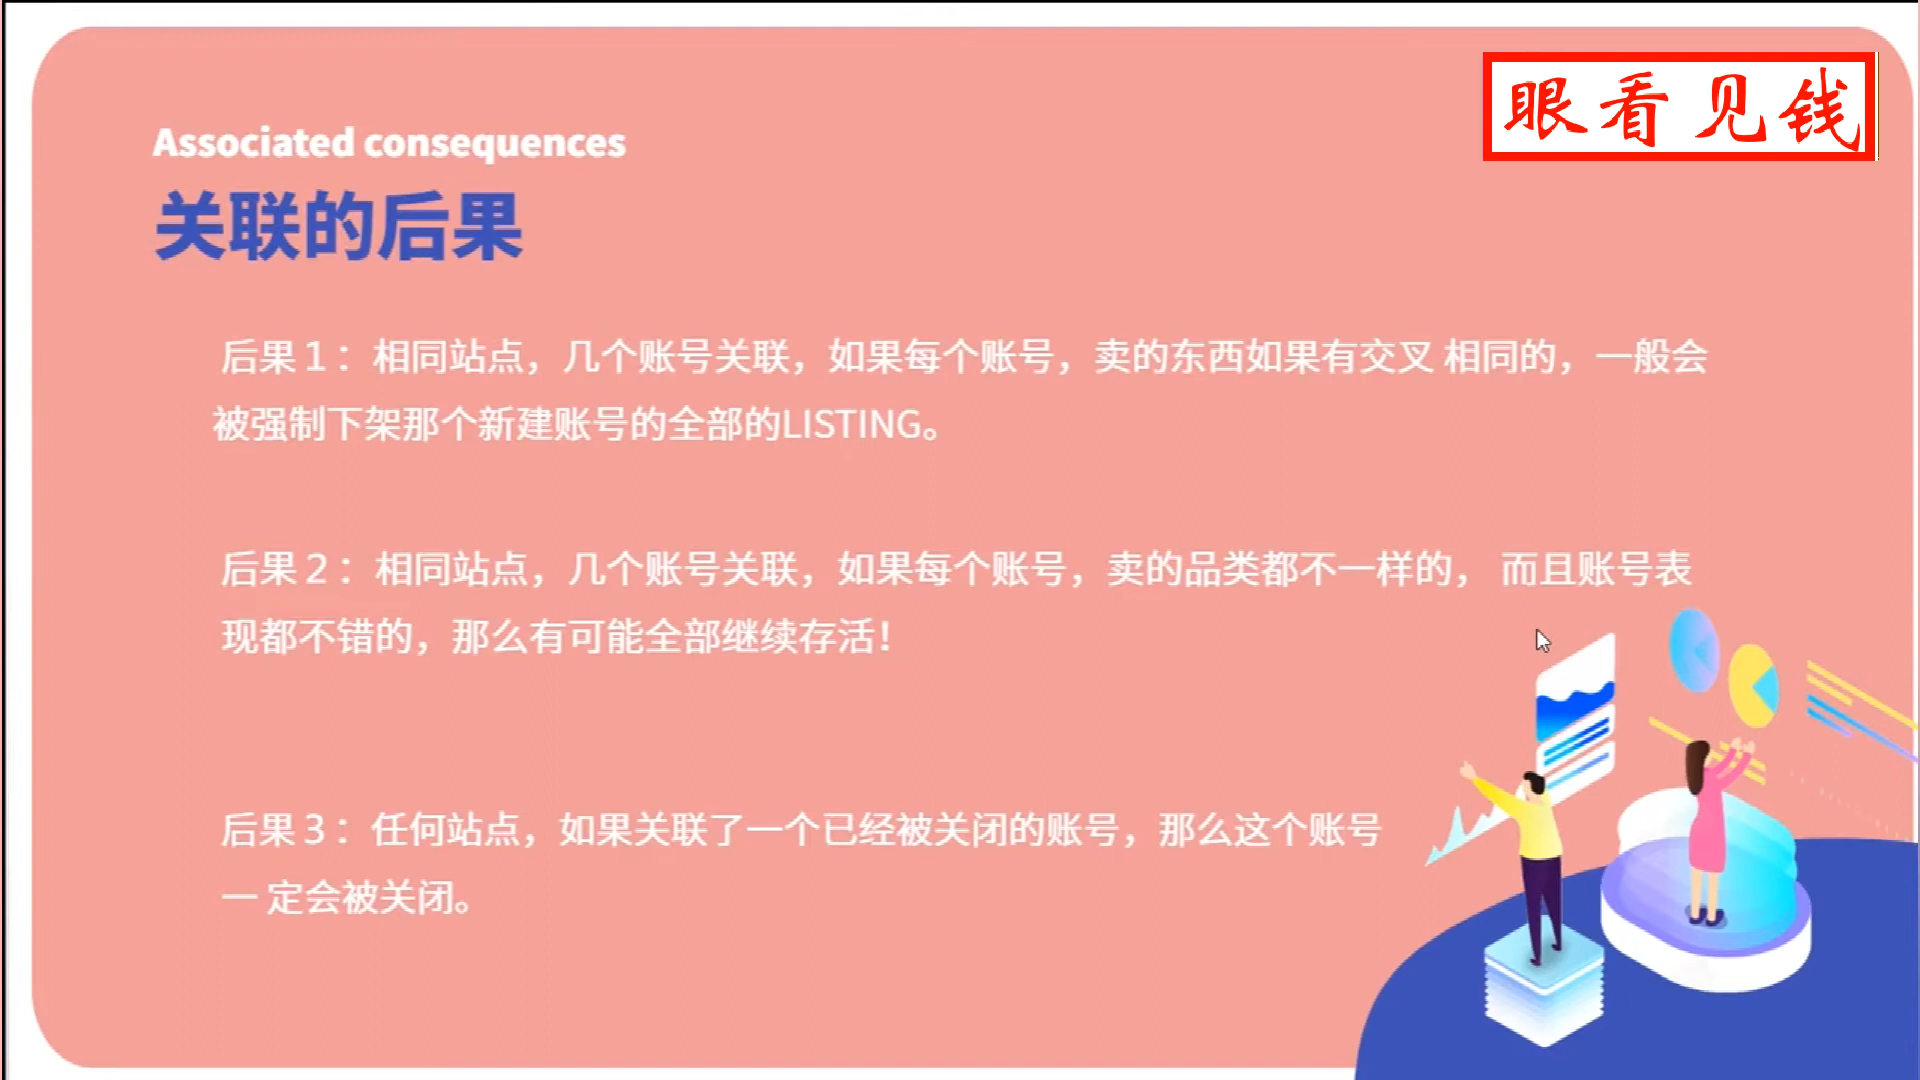 眼看见钱
Associated consequences
关联的后果
后果1：相同站点，几个账号关联，如果每个账号，卖的东西如果有交叉 相同的，一般会
被强制下架那个新建账号的全部的LISTING。
后果2：相同站点，几个账号关联，如果每个账号，卖的品类都不一样的， 而且账号表
现都不错的，那么有可能全部继续存活！
后果3：任何站点，如果关联了一个已经被关闭的账号，那么这个账号
一 定会被关闭。